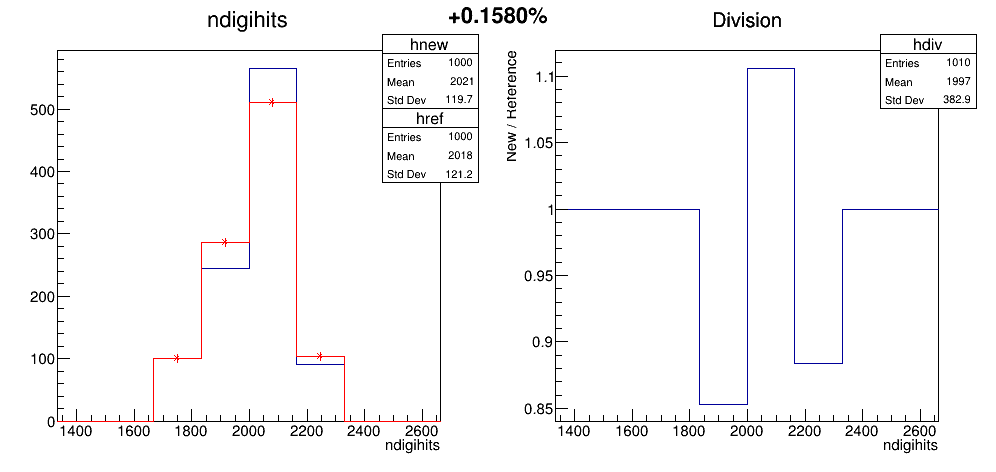 +0.1580%
ndigihits
hnew
Entries 1000
Mean 2021
Std Dev 119.7
href
Entries 1000
Mean 2018
Std Dev 121.2
500
400
300
200
100
0
1400 1600 1800 2000 2200 2400 2600
ndigihits
Division
hdiv
Entries 1010
Mean 1997
Std Dev 382.9
New / Reference
1.1
1.05
1
0.95
0.9
0.85
1400 1600 1800 2000 2200 2400 2600
ndigihits